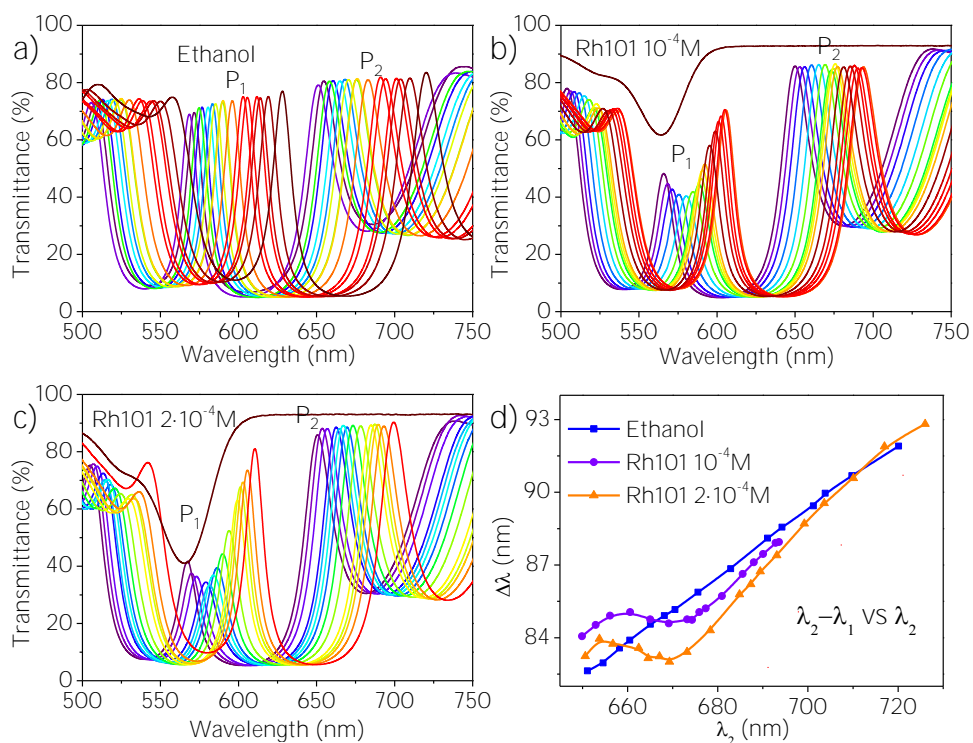 a)
Ethanol
P1
P2
Transmittance (%)
100
80
60
40
20
0
500 550 600 650 700 750
Wavelength (nm)
b)
Rh101 10⁻⁴M
P2
P1
Transmittance (%)
100
80
60
40
20
0
500 550 600 650 700 750
Wavelength (nm)
c)
Rh101 2·10⁻⁴M
P2
P1
Transmittance (%)
100
80
60
40
20
0
500 550 600 650 700 750
Wavelength (nm)
d)
Ethanol
Rh101 10⁻⁴M
Rh101 2·10⁻⁴M
λ₂−λ₁ VS λ₂
Δλ (nm)
93
90
87
84
660 680 700 720
λ₂ (nm)